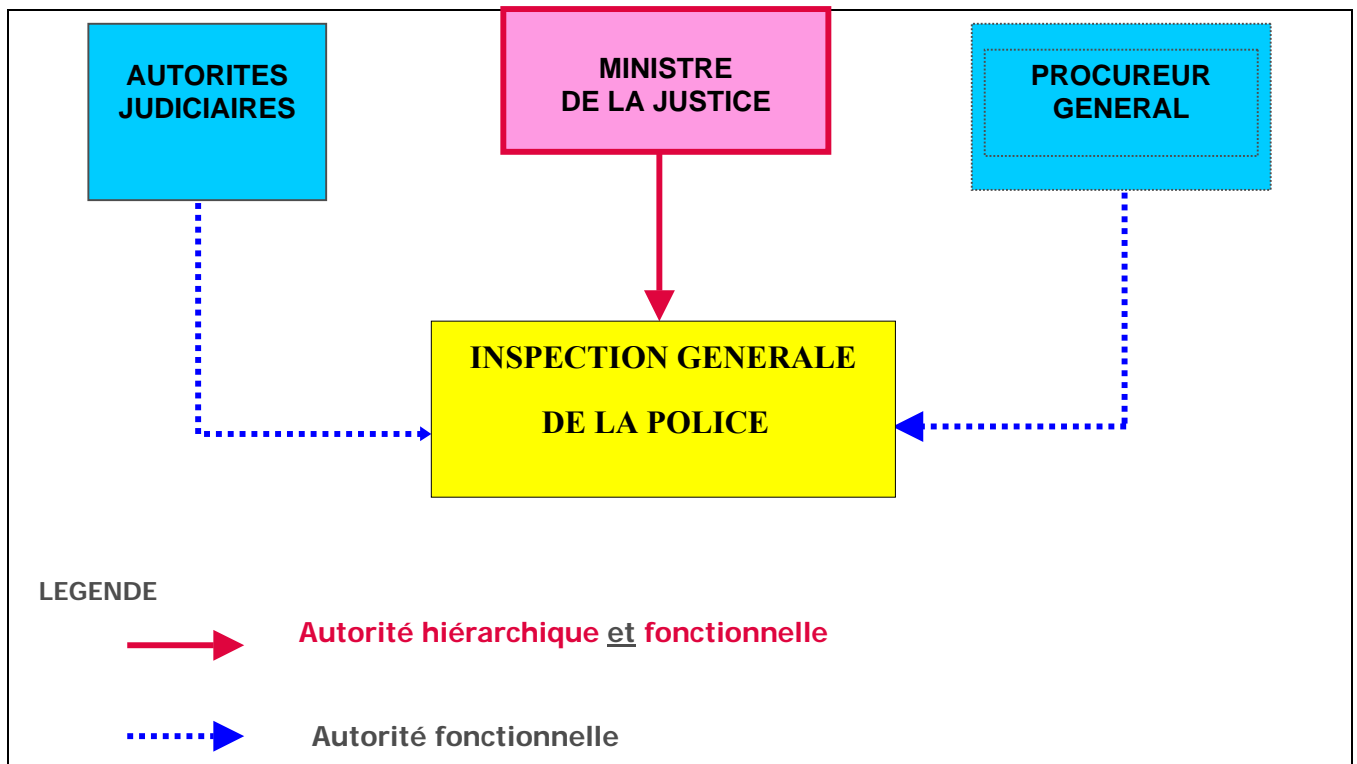 AUTORITES
JUDICIAIRES
MINISTRE
DE LA JUSTICE
PROCUREUR
GENERAL
INSPECTION GENERALE
DE LA POLICE
LEGENDE
Autorité hiérarchique et fonctionnelle
Autorité fonctionnelle